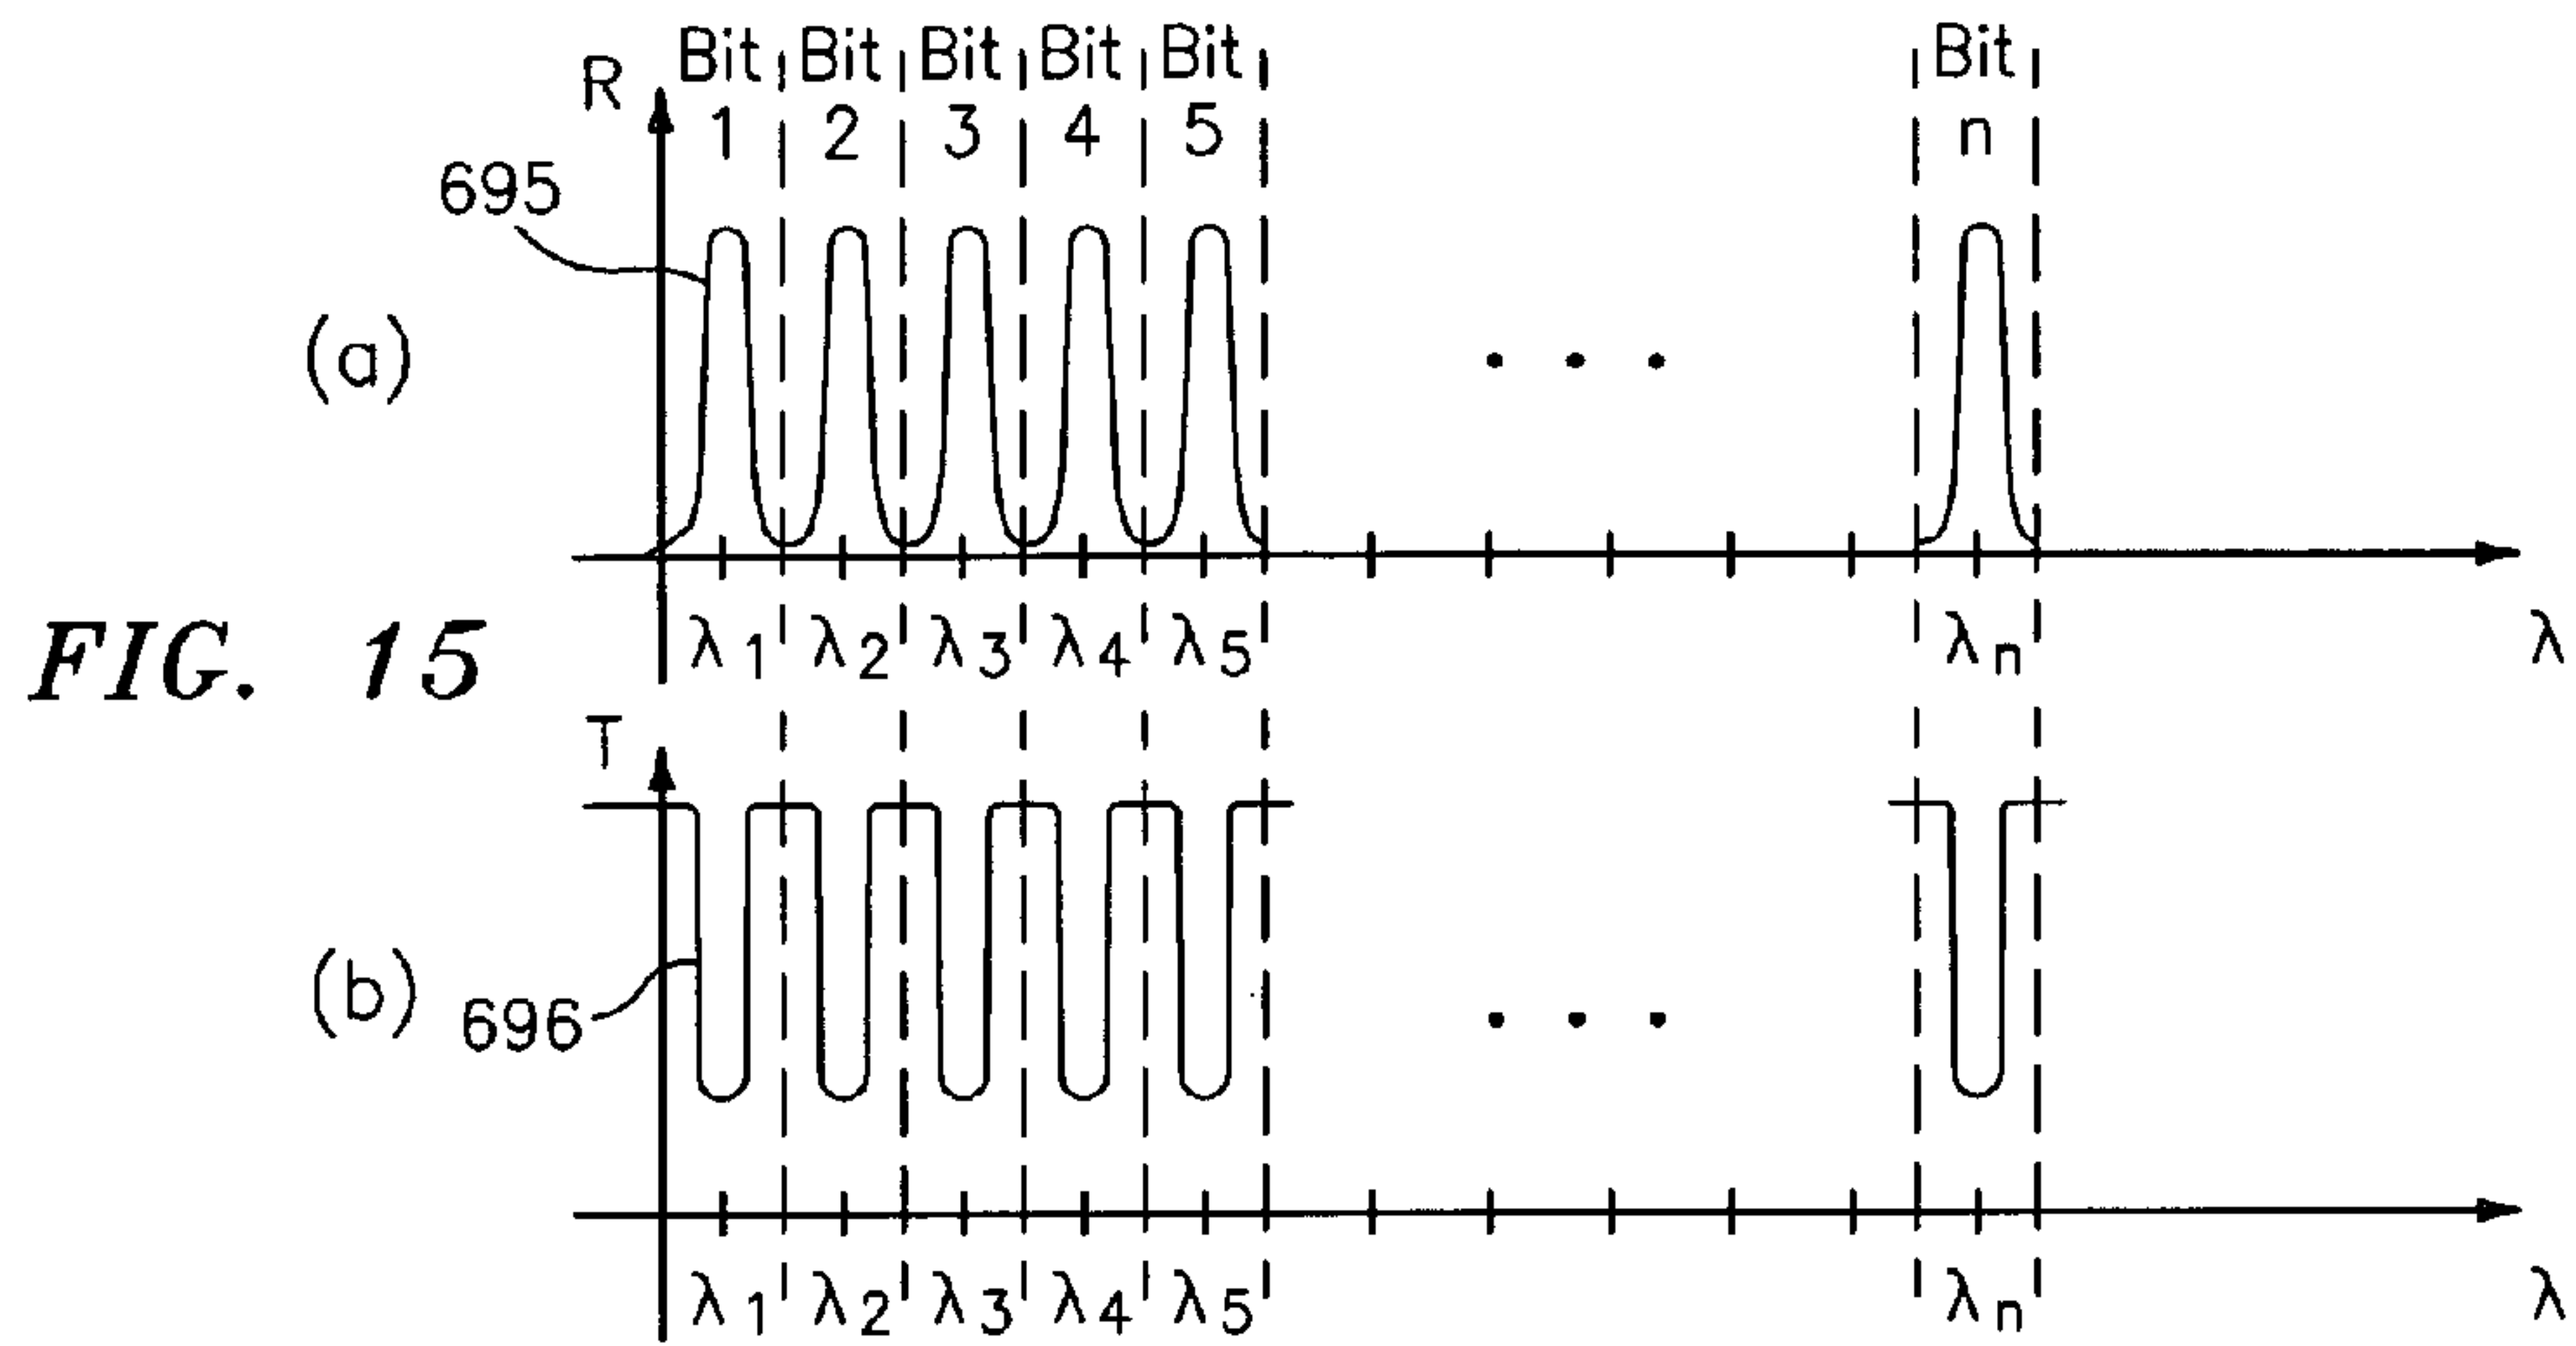 R Bit Bit Bit Bit Bit Bit
1 2 3 4 5 n
695
(a) • • •
λ1 λ2 λ3 λ4 λ5 λn λ
FIG. 15
T
(b) 696 • • •
λ1 λ2 λ3 λ4 λ5 λn λ